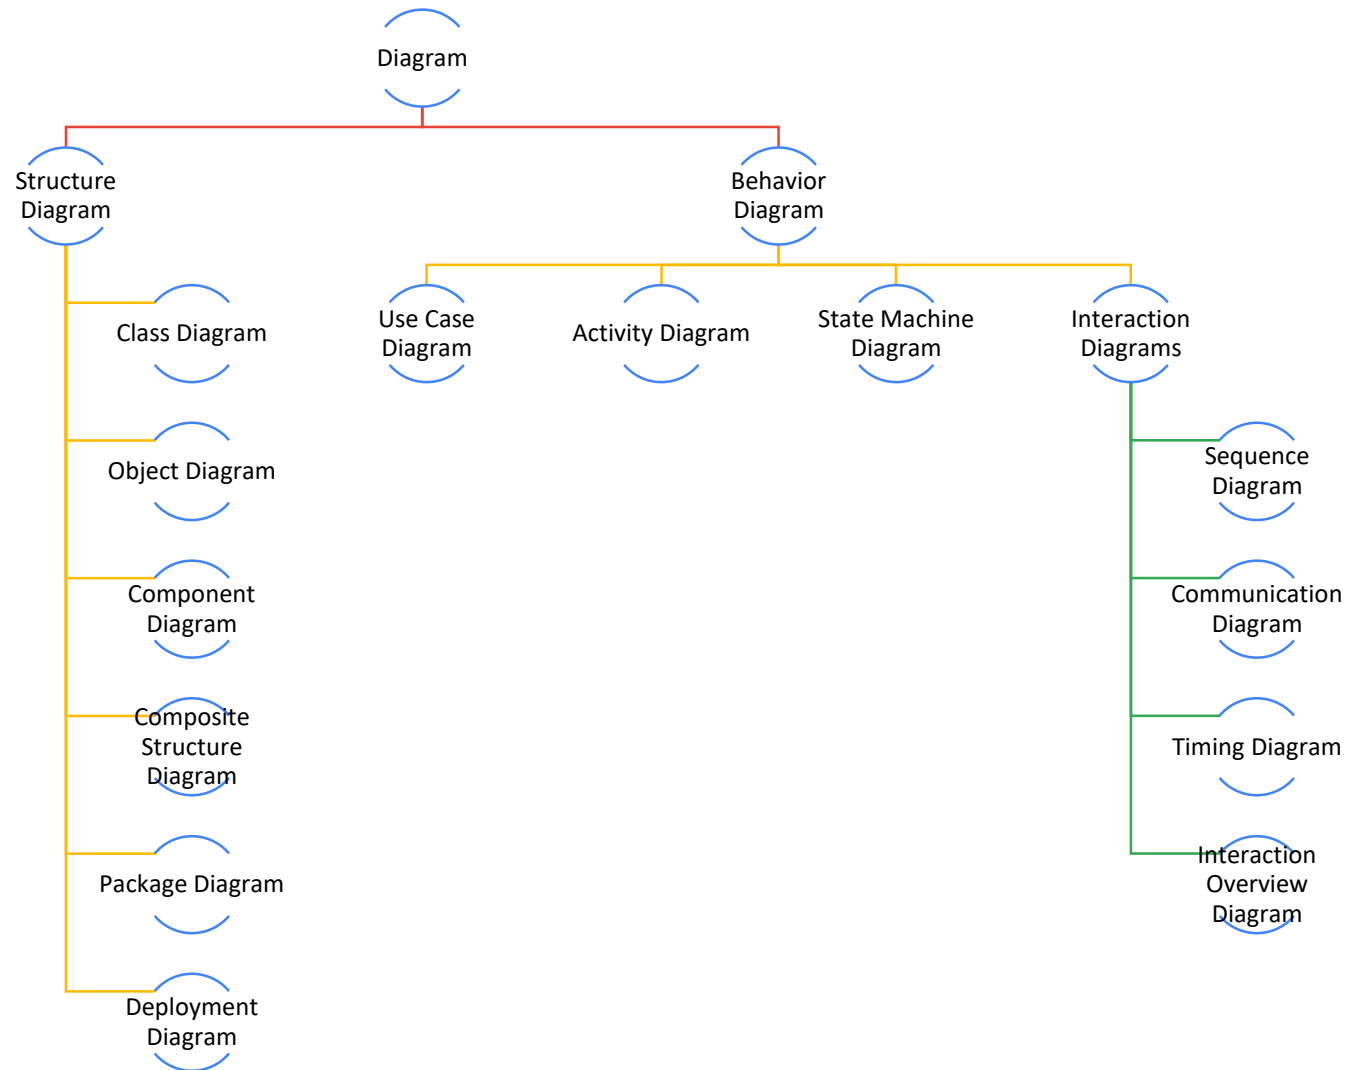 Diagram
Structure
Diagram
Behavior
Diagram
Class Diagram
Object Diagram
Component
Diagram
Composite
Structure
Diagram
Package Diagram
Deployment
Diagram
Use Case
Diagram
Activity Diagram
State Machine
Diagram
Interaction
Diagrams
Sequence
Diagram
Communication
Diagram
Timing Diagram
Interaction
Overview
Diagram